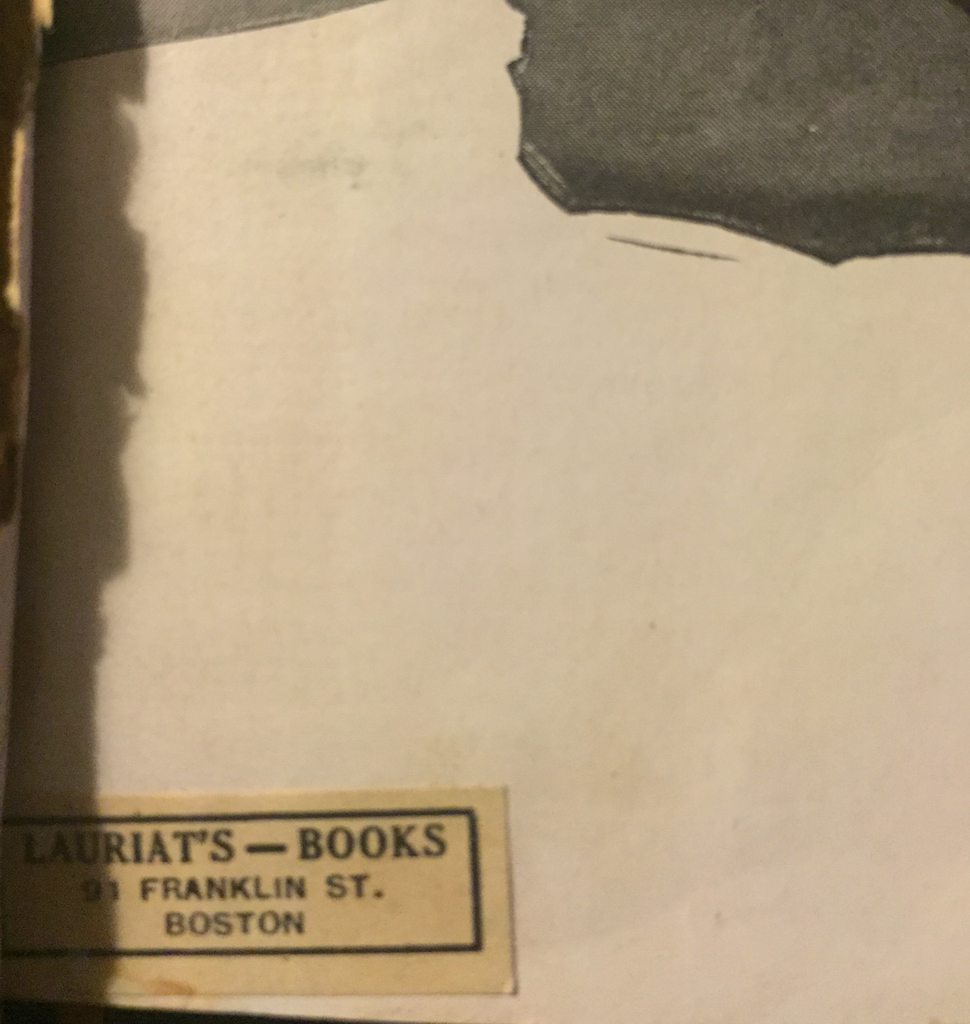 LAURIAT'S — BOOKS
91 FRANKLIN ST.
BOSTON